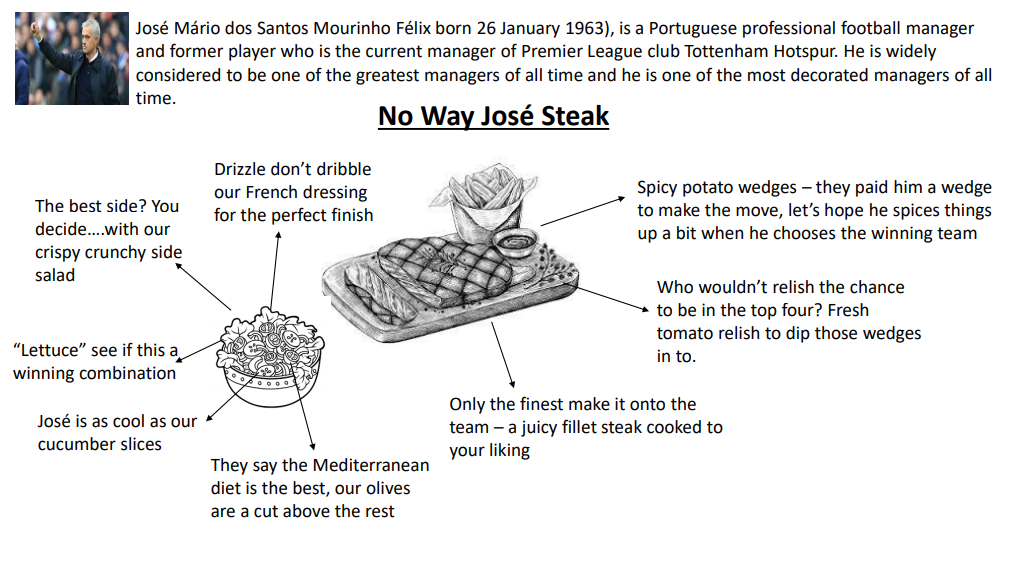 José Mário dos Santos Mourinho Félix born 26 January 1963), is a Portuguese professional football manager
and former player who is the current manager of Premier League club Tottenham Hotspur. He is widely
considered to be one of the greatest managers of all time and he is one of the most decorated managers of all
time.
No Way José Steak
Drizzle don’t dribble
our French dressing
for the perfect finish
The best side? You
decide….with our
crispy crunchy side
salad
Spicy potato wedges – they paid him a wedge
to make the move, let’s hope he spices things
up a bit when he chooses the winning team
Who wouldn’t relish the chance
to be in the top four? Fresh
tomato relish to dip those wedges
in to.
“Lettuce” see if this a
winning combination
José is as cool as our
cucumber slices
Only the finest make it onto the
team – a juicy fillet steak cooked to
your liking
They say the Mediterranean
diet is the best, our olives
are a cut above the rest